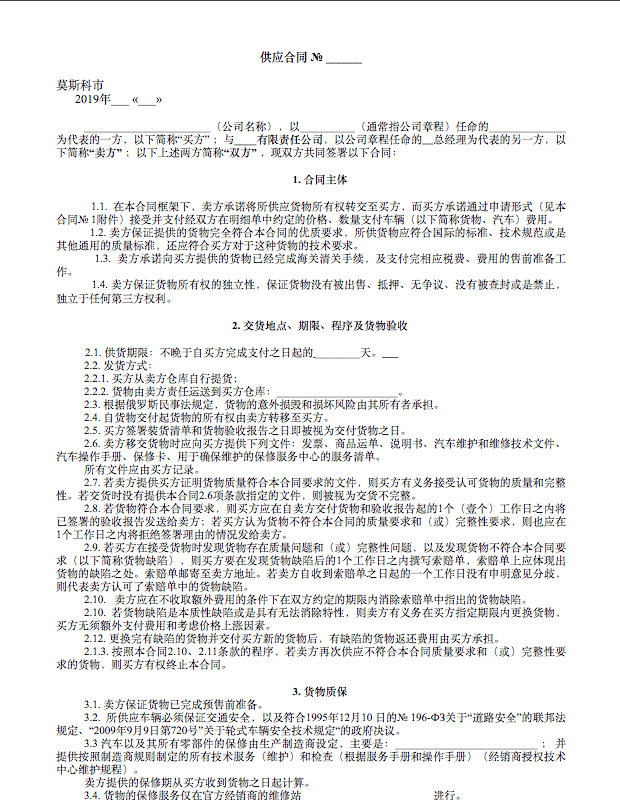 供应合同 № ______
莫斯科市
2019年___ «___»
____________________________（公司名称），以__________（通常指公司章程）任命的______________
为代表的一方，以下简称“买方”；与____有限责任公司，以公司章程任命的__总经理为代表的另一方，以
下简称“卖方”；以下上述两方简称“双方”，现双方共同签署以下合同：
1. 合同主体
1.1. 在本合同框架下，卖方承诺将所供应货物所有权转交至买方，而买方承诺通过申请形式（见本
合同№ 1附件）接受并支付经双方在明细单中约定的价格、数量支付车辆（以下简称货物、汽车）费用。
1.2. 卖方保证提供的货物完全符合本合同的优质要求，所供货物应符合国际的标准、技术规范或是
其他通用的质量标准，还应符合买方对于这种货物的技术要求。
1.3. 卖方承诺向买方提供的货物已经完成海关清关手续，及支付完相应税费、费用的售前准备工
作。
1.4. 卖方保证货物所有权的独立性，保证货物没有被出售、抵押、无争议、没有被查封或是禁止，
独立于任何第三方权利。
2. 交货地点、期限、程序及货物验收
2.1. 供货期限：不晚于自买方完成支付之日起的________天。___
2.2. 发货方式：
2.2.1. 买方从卖方仓库自行提货；
2.2.2. 货物由卖方责任运送到买方仓库：______________________。
2.3. 根据俄罗斯民事法规定，货物的意外损毁和损坏风险由其所有者承担。
2.4. 自货物交付起货物的所有权由卖方转移至买方。
2.5. 买方签署装货清单和货物验收报告之日即被视为交付货物之日。
2.6. 卖方移交货物时应向买方提供下列文件：发票、商品运单、说明书、汽车维护和维修技术文件、
汽车操作手册、保修卡、用于确保维护的保修服务中心的服务清单。
所有文件应由买方记录。
2.7. 若卖方提供买方证明货物质量符合本合同要求的文件，则买方有义务接受认可货物的质量和完整
性。若交货时没有提供本合同2.6项条款指定的文件，则被视为交货不完整。
2.8. 若货物符合本合同要求，则买方应在自卖方交付货物和验收报告起的1个（壹个）工作日之内将
已签署的验收报告发送给卖方；若买方认为货物不符合本合同的质量要求和（或）完整性要求，则也应在
1个工作日之内将拒绝签署理由的情况发给卖方。
2.9. 若买方在接受货物时发现货物存在质量问题和（或）完整性问题，以及发现货物不符合本合同要
求（以下简称货物缺陷），则买方要在发现货物缺陷后的1个工作日之内撰写索赔单，索赔单上应体现出
货物的缺陷之处。索赔单邮寄至卖方地址。若卖方自收到索赔单之日起的一个工作日没有申明意见分歧，
则代表卖方认可了索赔单中的货物缺陷。
2.10. 卖方应在不收取额外费用的条件下在双方约定的期限内消除索赔单中指出的货物缺陷。
2.10. 若货物缺陷是本质性缺陷或是具有无法消除特性，则卖方有义务在买方指定期限内更换货物，
买方无须额外支付费用和考虑价格上涨因素。
2.12. 更换完有缺陷的货物并交付买方新的货物后，有缺陷的货物返还费用由买方承担。
2.1.3. 按照本合同2.10、2.11条款的程序，若卖方再次供应不符合本合同质量要求和（或）完整性要
求的货物，则买方有权终止本合同。
3. 货物质保
3.1. 卖方保证货物已完成预售前准备。
3.2. 所供应车辆必须保证交通安全，以及符合1995年12月10 日的№ 196-ФЗ关于“道路安全”的联邦法
规定、“2009年9月9日第720号”关于轮式车辆安全技术规定“的政府决议。
3.3 汽车以及其所有零部件的保修由生产制造商设定，主要是：__________________________； 并
提供按照制造商规则制定的所有技术服务（维护）和检查（根据服务手册和操作手册）（经销商授权技术
中心维护规程）。
卖方提供的保修期从买方收到货物之日起计算。
3.4. 货物的保修服务仅在官方经销商的维修站________________________进行。